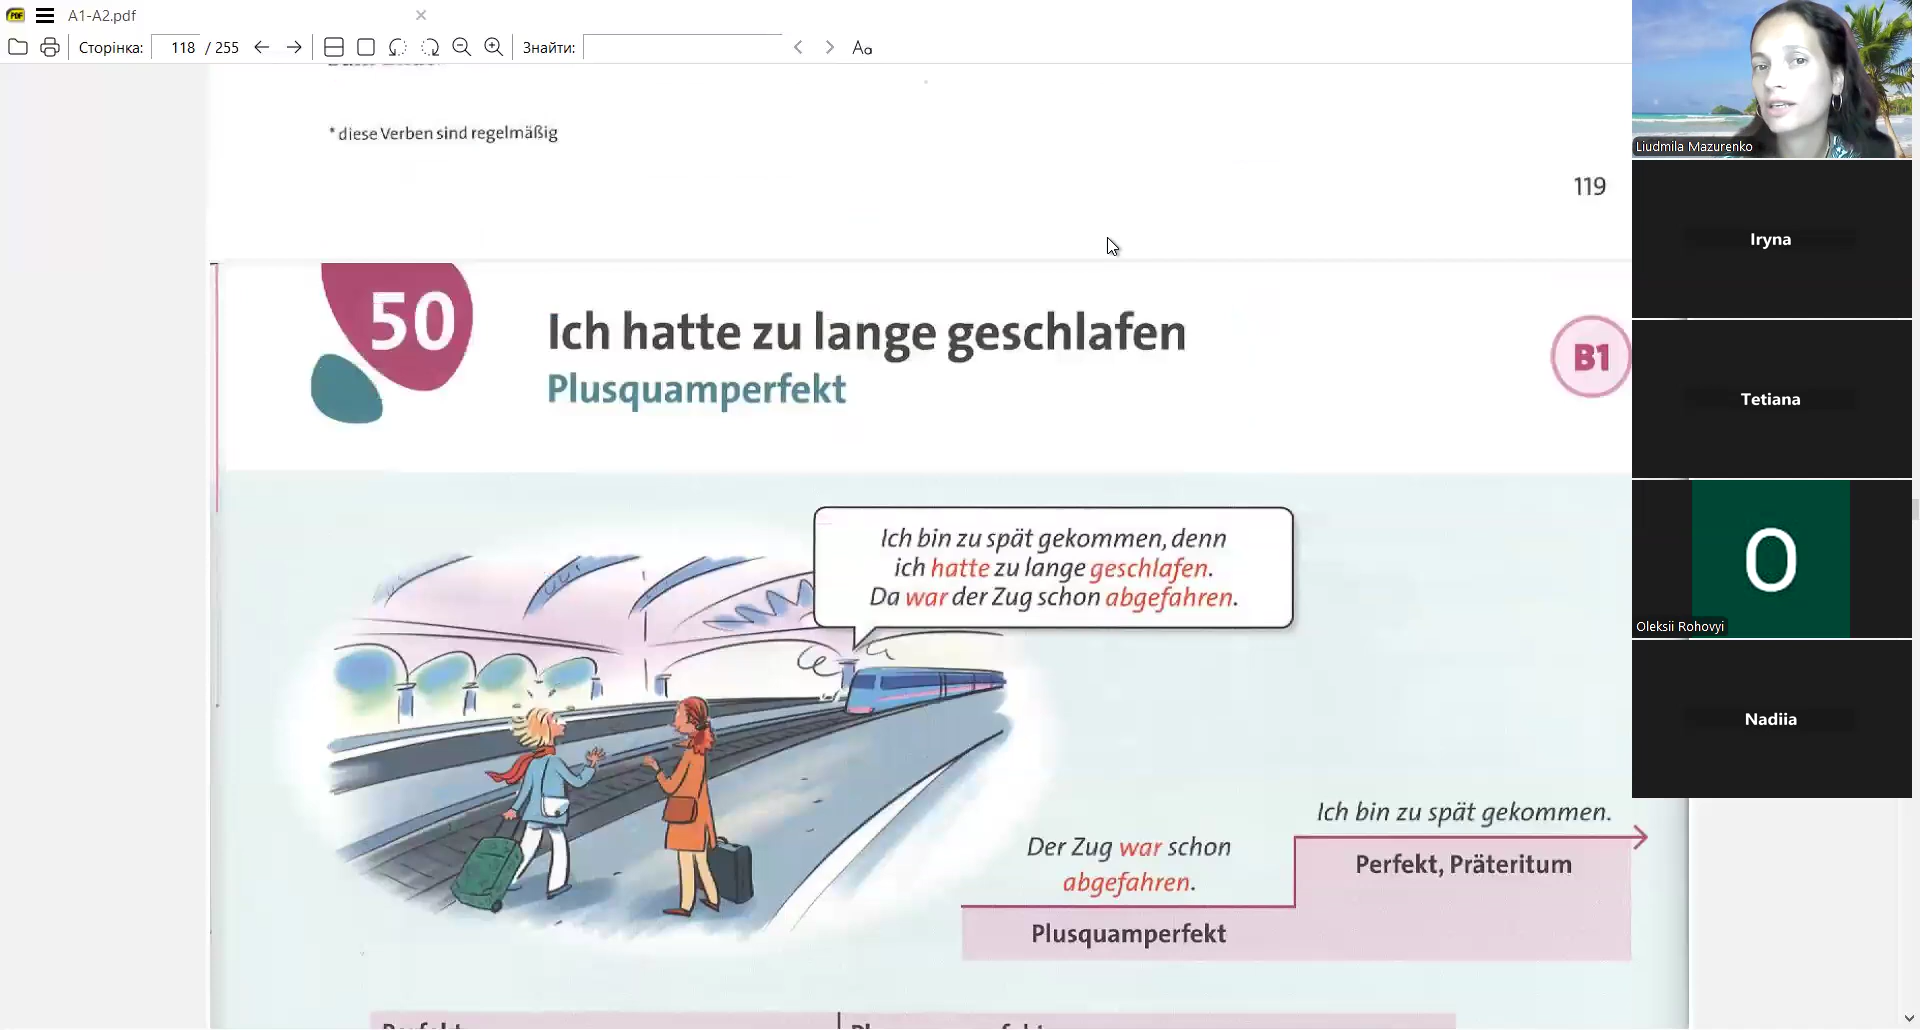 A1-A2.pdf
Сторінка: 118 / 255
Знайти:
Aa
* diese Verben sind regelmäßig
119
50
Ich hatte zu lange geschlafen
Plusquamperfekt
B1
Ich bin zu spät gekommen, denn
ich hatte zu lange geschlafen.
Da war der Zug schon abgefahren.
Ich bin zu spät gekommen.
Der Zug war schon
abgefahren.
Perfekt, Präteritum
Plusquamperfekt
Liudmila Mazurenko
Iryna
Tetiana
O
Oleksii Rohovyi
Nadiia